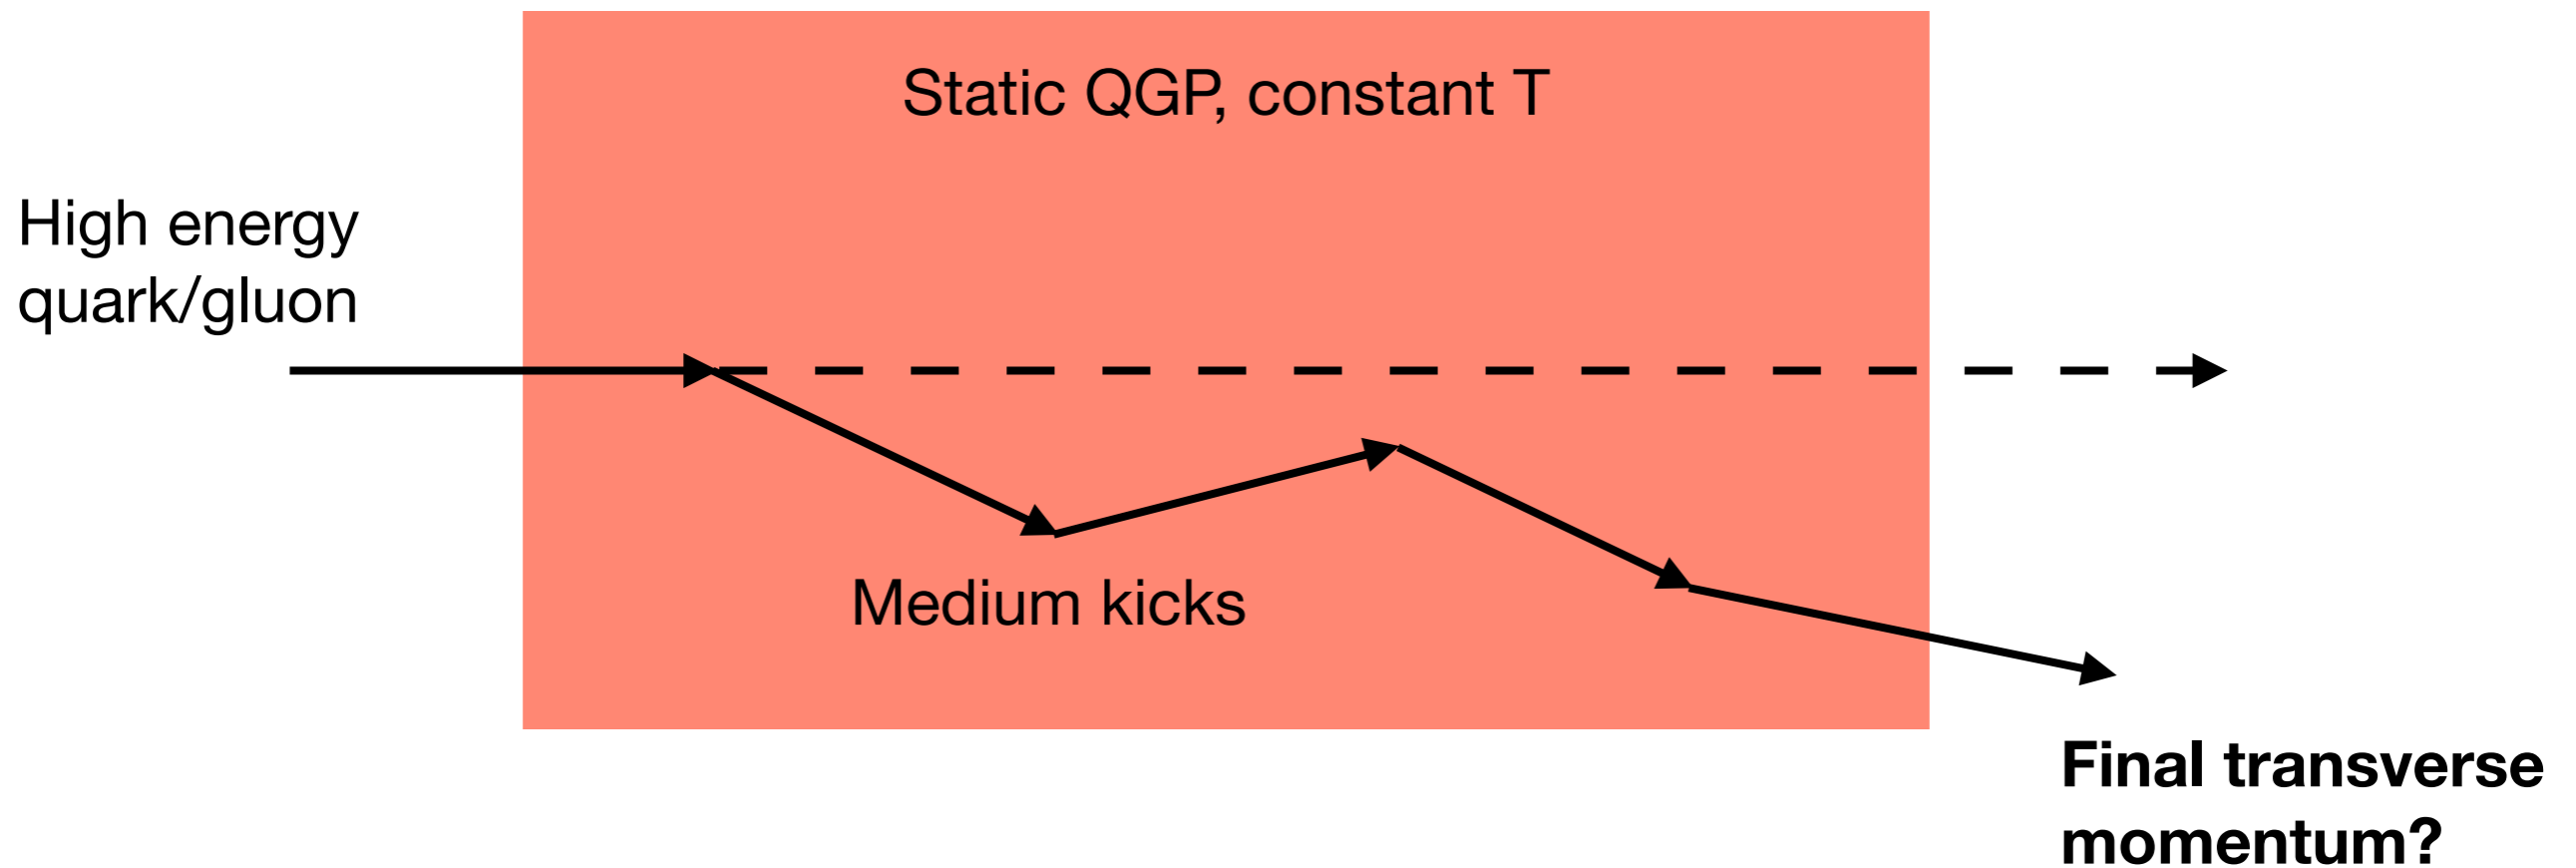 Static QGP, constant T
High energy
quark/gluon
Medium kicks
Final transverse
momentum?